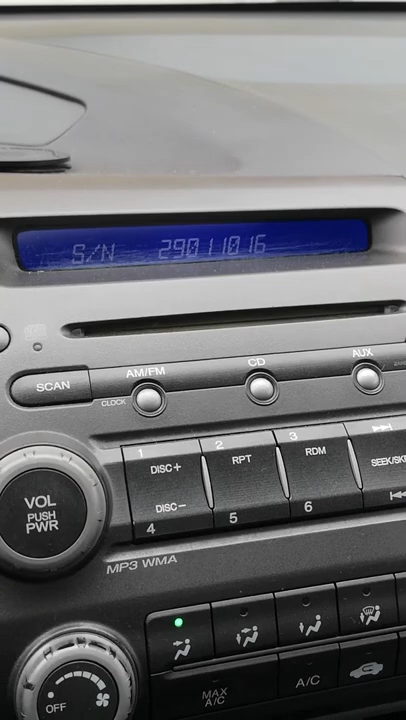 S/N 29011016
SCAN
AM/FM
CD
AUX
CLOCK
1 2 3
DISC+ RPT RDM SEEK/SKI
DISC–
4 5 6
VOL
PUSH
PWR
MP3 WMA
OFF
MAX
A/C
A/C